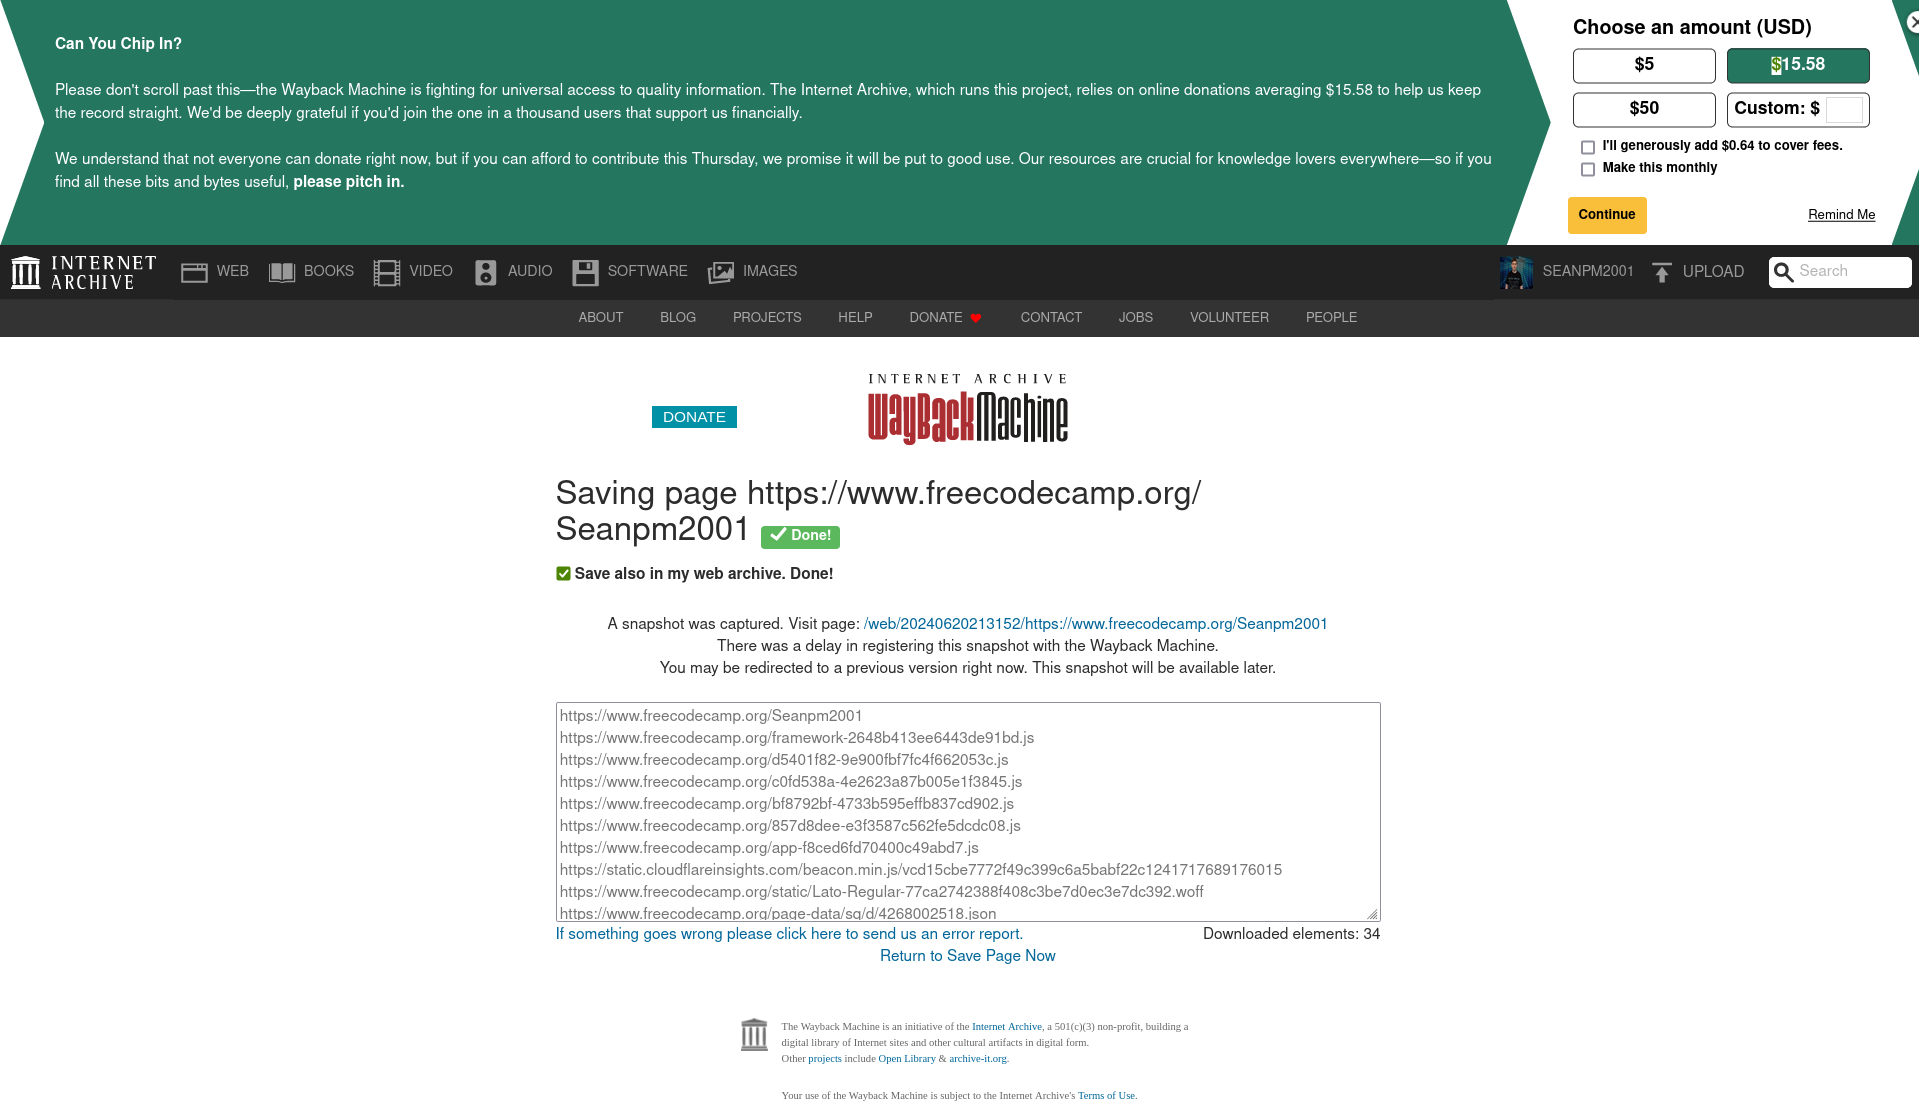 Can You Chip In?
Please don't scroll past this—the Wayback Machine is fighting for universal access to quality information. The Internet Archive, which runs this project, relies on online donations averaging $15.58 to help us keep
the record straight. We'd be deeply grateful if you'd join the one in a thousand users that support us financially.
We understand that not everyone can donate right now, but if you can afford to contribute this Thursday, we promise it will be put to good use. Our resources are crucial for knowledge lovers everywhere—so if you
find all these bits and bytes useful, please pitch in.
Choose an amount (USD)
$5
$15.58
$50
Custom: $
I'll generously add $0.64 to cover fees.
Make this monthly
Continue
Remind Me
INTERNET
ARCHIVE
WEB
BOOKS
VIDEO
AUDIO
SOFTWARE
IMAGES
SEANPM2001
UPLOAD
Search
ABOUT
BLOG
PROJECTS
HELP
DONATE
CONTACT
JOBS
VOLUNTEER
PEOPLE
DONATE
INTERNET ARCHIVE
WayBackMachine
Saving page https://www.freecodecamp.org/
Seanpm2001 Done!
Save also in my web archive. Done!
A snapshot was captured. Visit page: /web/20240620213152/https://www.freecodecamp.org/Seanpm2001
There was a delay in registering this snapshot with the Wayback Machine.
You may be redirected to a previous version right now. This snapshot will be available later.
https://www.freecodecamp.org/Seanpm2001
https://www.freecodecamp.org/framework-2648b413ee6443de91bd.js
https://www.freecodecamp.org/d5401f82-9e900fbf7fc4f662053c.js
https://www.freecodecamp.org/c0fd538a-4e2623a87b005e1f3845.js
https://www.freecodecamp.org/bf8792bf-4733b595effb837cd902.js
https://www.freecodecamp.org/857d8dee-e3f3587c562fe5dcdc08.js
https://www.freecodecamp.org/app-f8ced6fd70400c49abd7.js
https://static.cloudflareinsights.com/beacon.min.js/vcd15cbe7772f49c399c6a5babf22c1241717689176015
https://www.freecodecamp.org/static/Lato-Regular-77ca2742388f408c3be7d0ec3e7dc392.woff
https://www.freecodecamp.org/page-data/sq/d/4268002518.json
If something goes wrong please click here to send us an error report.
Downloaded elements: 34
Return to Save Page Now
The Wayback Machine is an initiative of the Internet Archive, a 501(c)(3) non-profit, building a
digital library of Internet sites and other cultural artifacts in digital form.
Other projects include Open Library & archive-it.org.
Your use of the Wayback Machine is subject to the Internet Archive's Terms of Use.